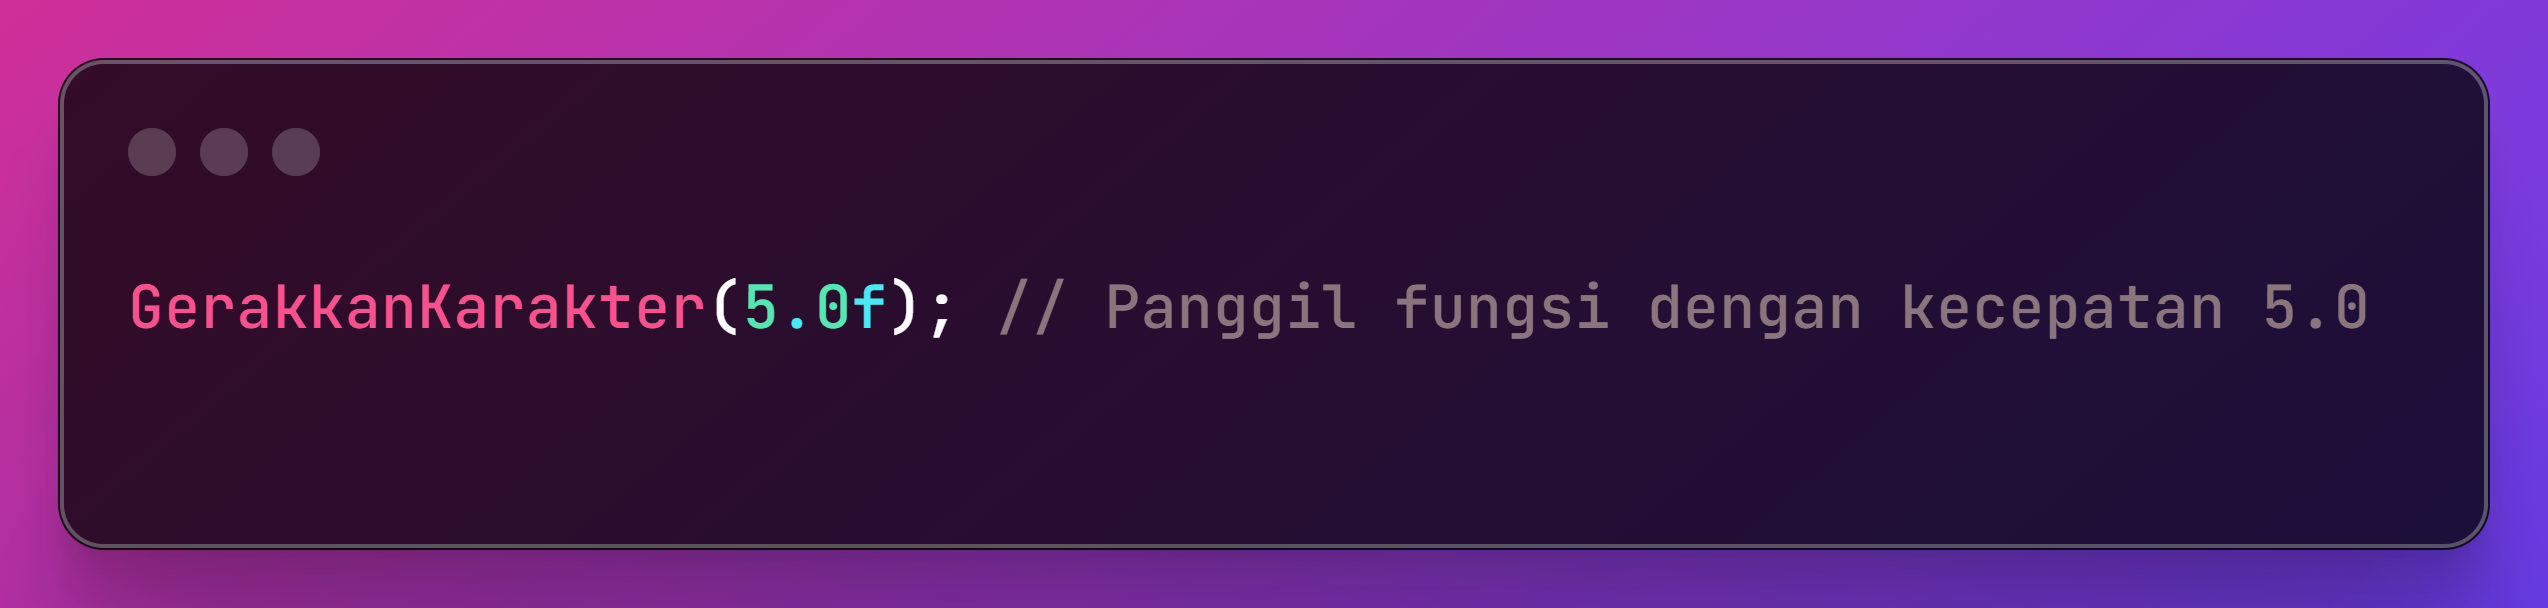 GerakkanKarakter(5.0f); // Panggil fungsi dengan kecepatan 5.0